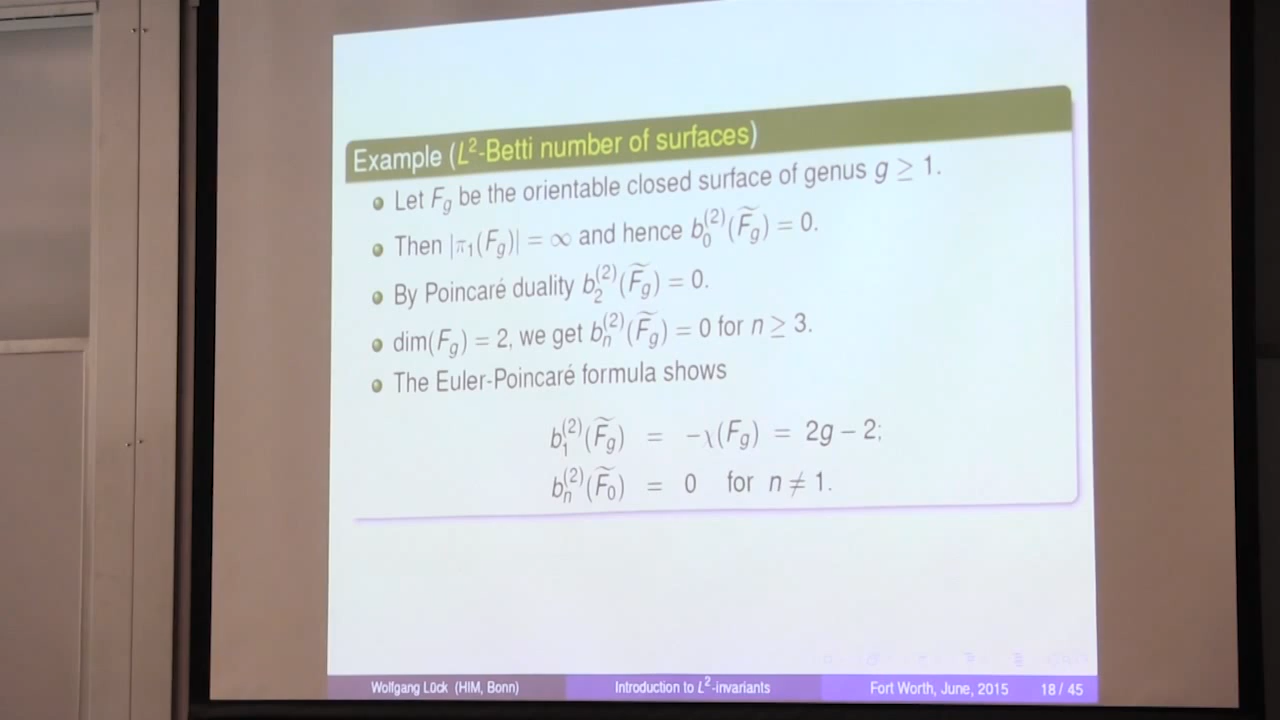 Example (L²-Betti number of surfaces)
Let F_g be the orientable closed surface of genus g ≥ 1.
Then |π₁(F_g)| = ∞ and hence b₀^{(2)}(F̃_g) = 0.
By Poincaré duality b₂^{(2)}(F̃_g) = 0.
dim(F_g) = 2, we get b_n^{(2)}(F̃_g) = 0 for n ≥ 3.
The Euler-Poincaré formula shows
b₁^{(2)}(F̃_g) = −χ(F_g) = 2g − 2;
b_n^{(2)}(F̃₀) = 0 for n ≠ 1.
Wolfgang Lück (HIM, Bonn) Introduction to L²-invariants Fort Worth, June, 2015 18 / 45